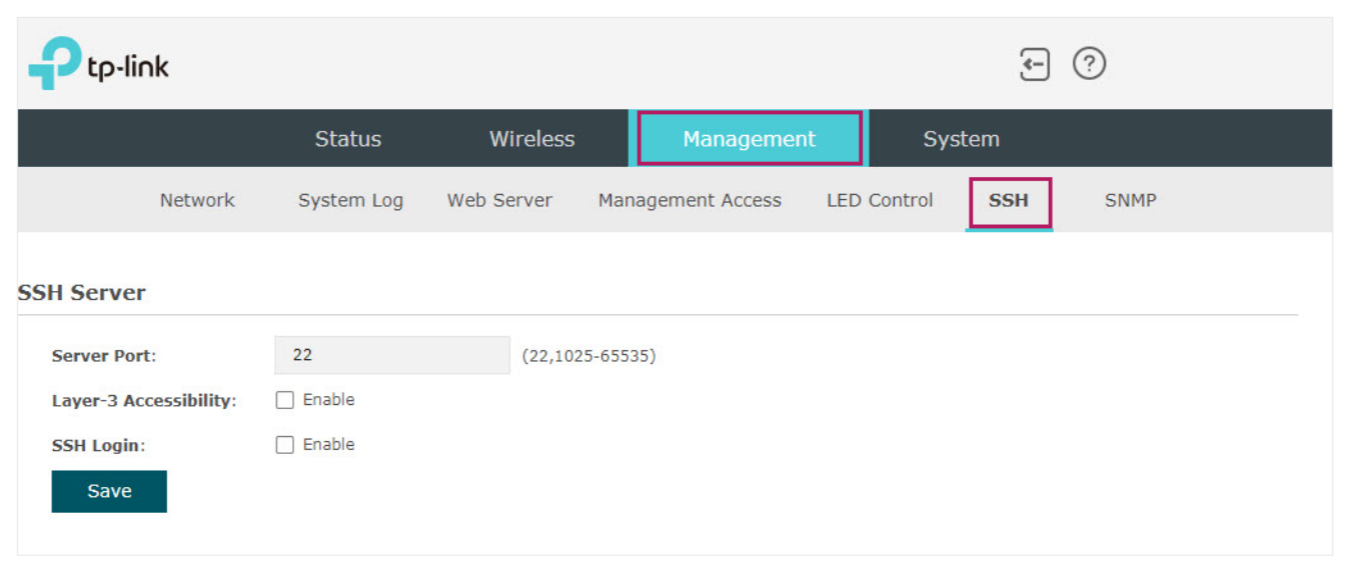 tp-link
Status Wireless Management System
Network System Log Web Server Management Access LED Control SSH SNMP
SSH Server
Server Port: 22 (22,1025-65535)
Layer-3 Accessibility: Enable
SSH Login: Enable
Save